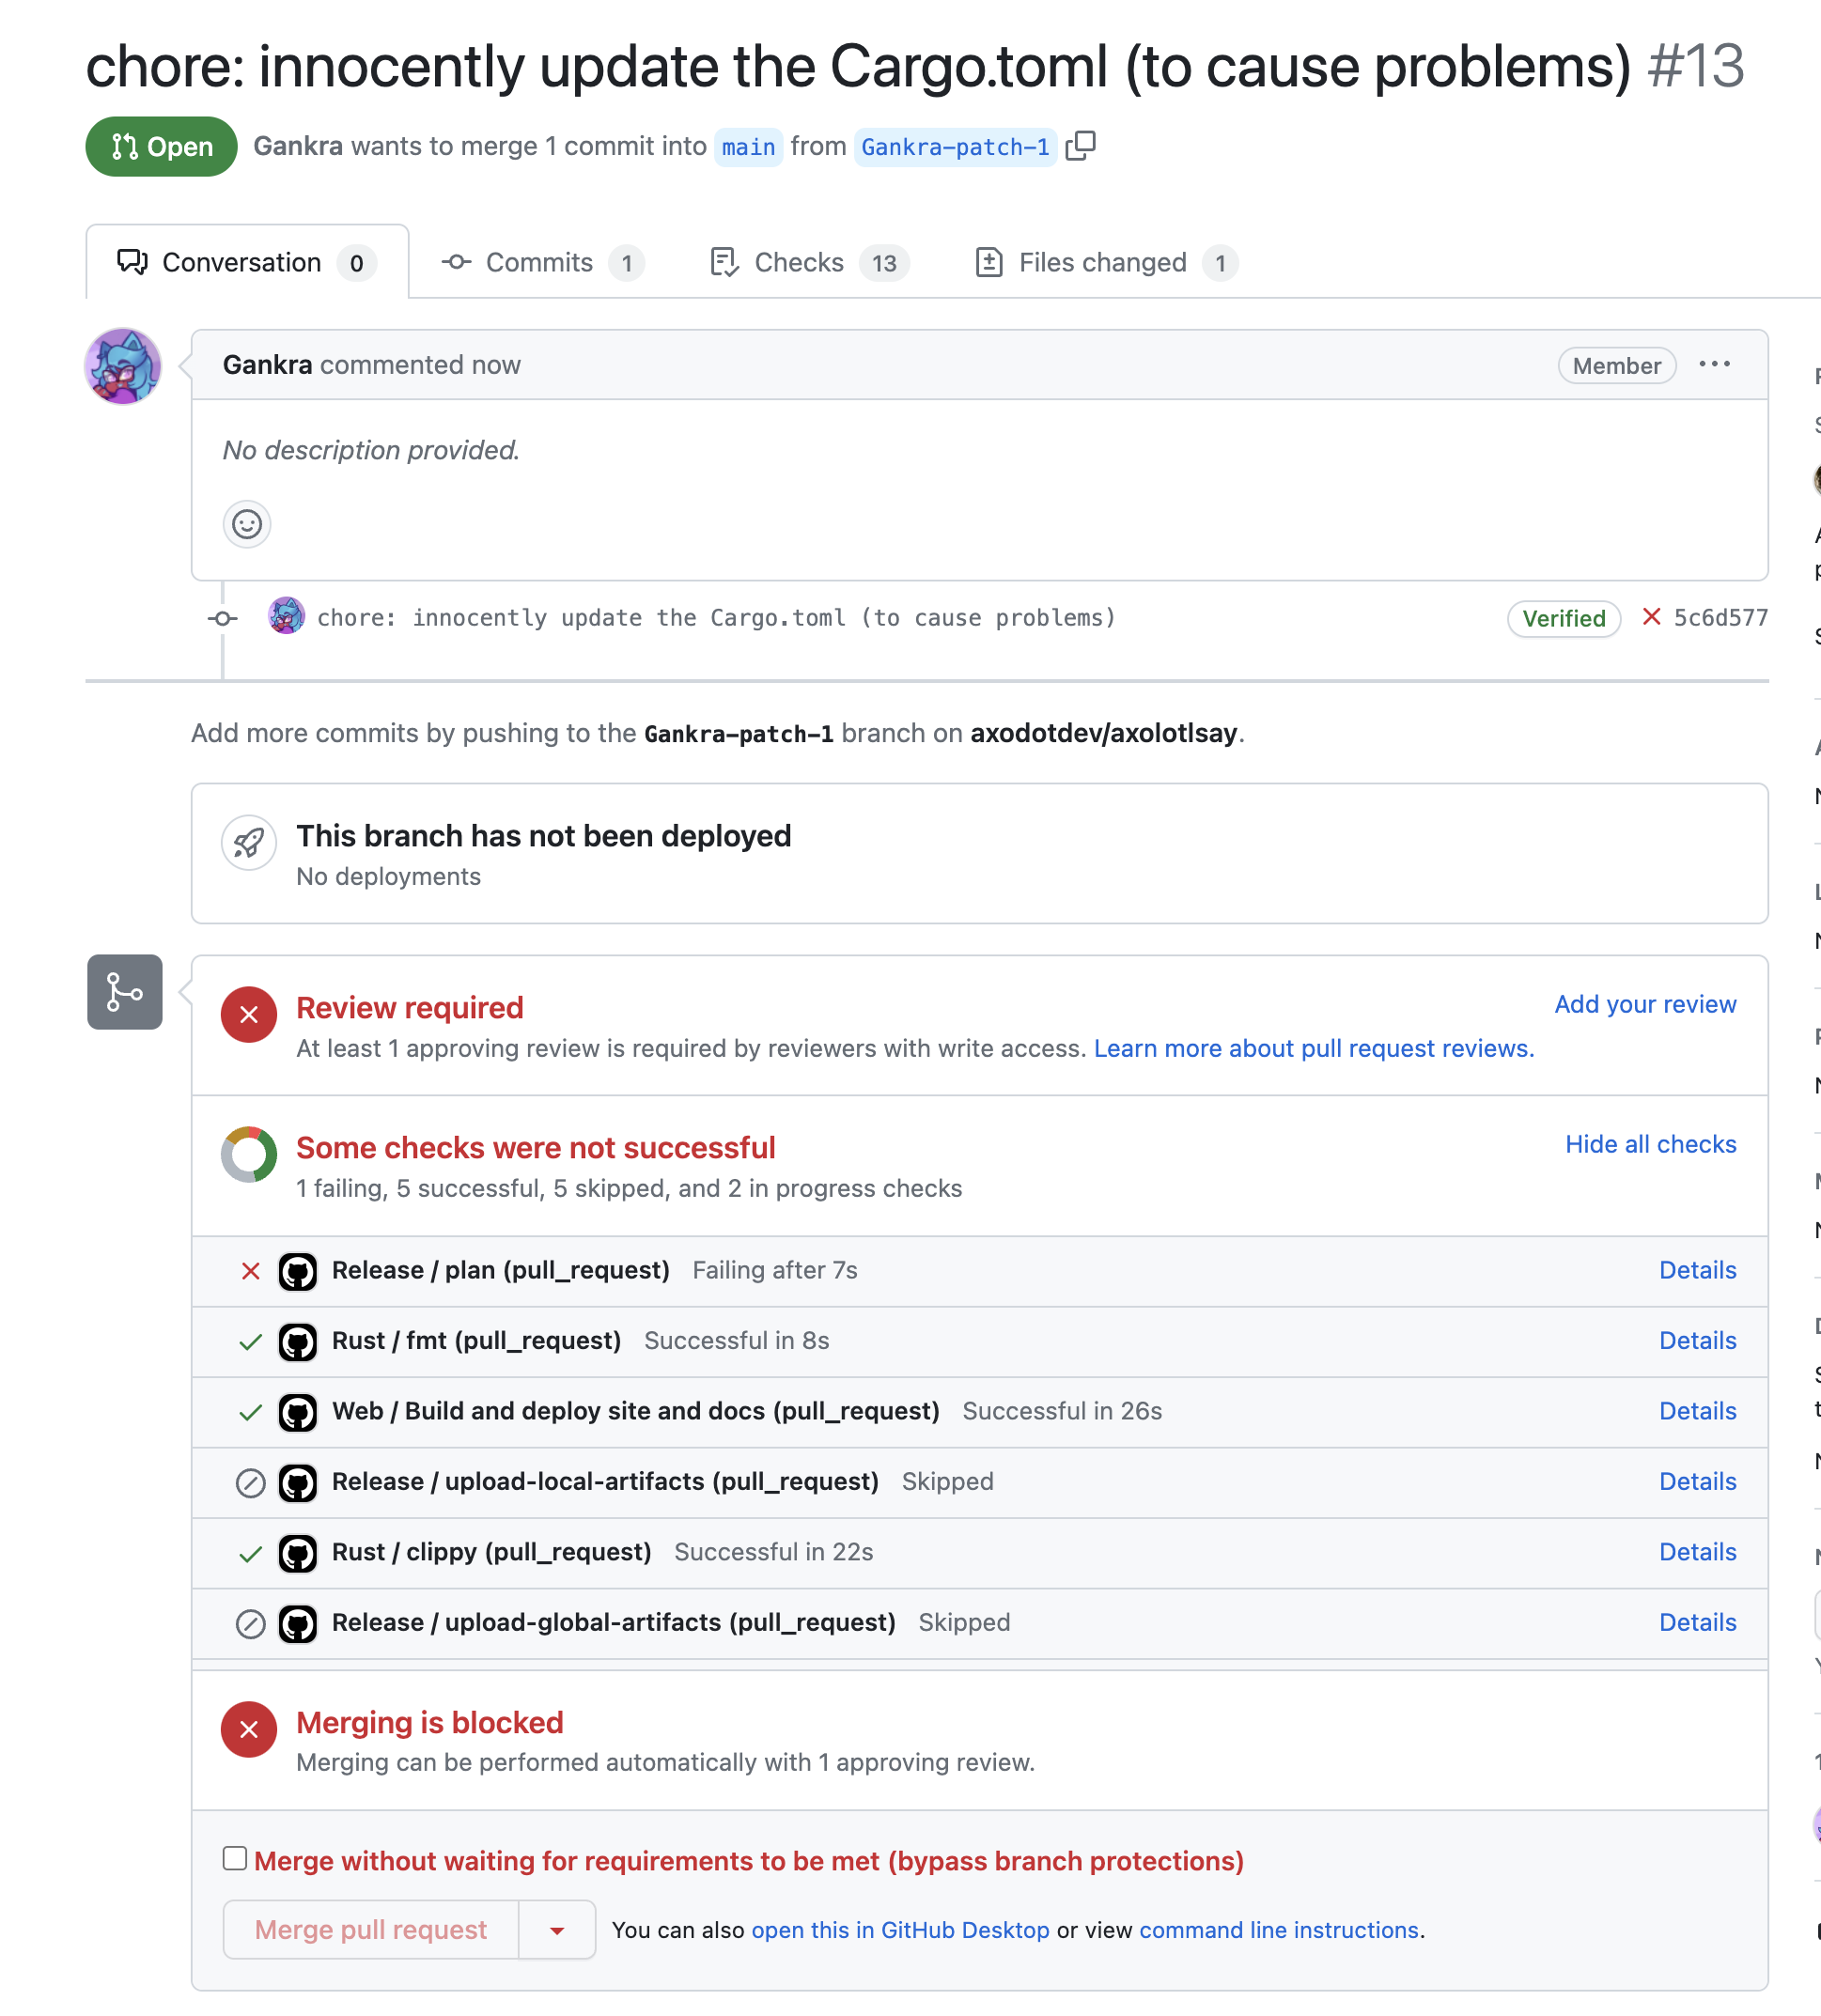 chore: innocently update the Cargo.toml (to cause problems) #13
Open Gankra wants to merge 1 commit into main from Gankra-patch-1
Conversation 0 Commits 1 Checks 13 Files changed 1
Gankra commented now Member
No description provided.
chore: innocently update the Cargo.toml (to cause problems) Verified 5c6d577
Add more commits by pushing to the Gankra-patch-1 branch on axodotdev/axolotlsay.
This branch has not been deployed
No deployments
Review required Add your review
At least 1 approving review is required by reviewers with write access. Learn more about pull request reviews.
Some checks were not successful Hide all checks
1 failing, 5 successful, 5 skipped, and 2 in progress checks
Release / plan (pull_request) Failing after 7s Details
Rust / fmt (pull_request) Successful in 8s Details
Web / Build and deploy site and docs (pull_request) Successful in 26s Details
Release / upload-local-artifacts (pull_request) Skipped Details
Rust / clippy (pull_request) Successful in 22s Details
Release / upload-global-artifacts (pull_request) Skipped Details
Merging is blocked
Merging can be performed automatically with 1 approving review.
Merge without waiting for requirements to be met (bypass branch protections)
Merge pull request You can also open this in GitHub Desktop or view command line instructions.